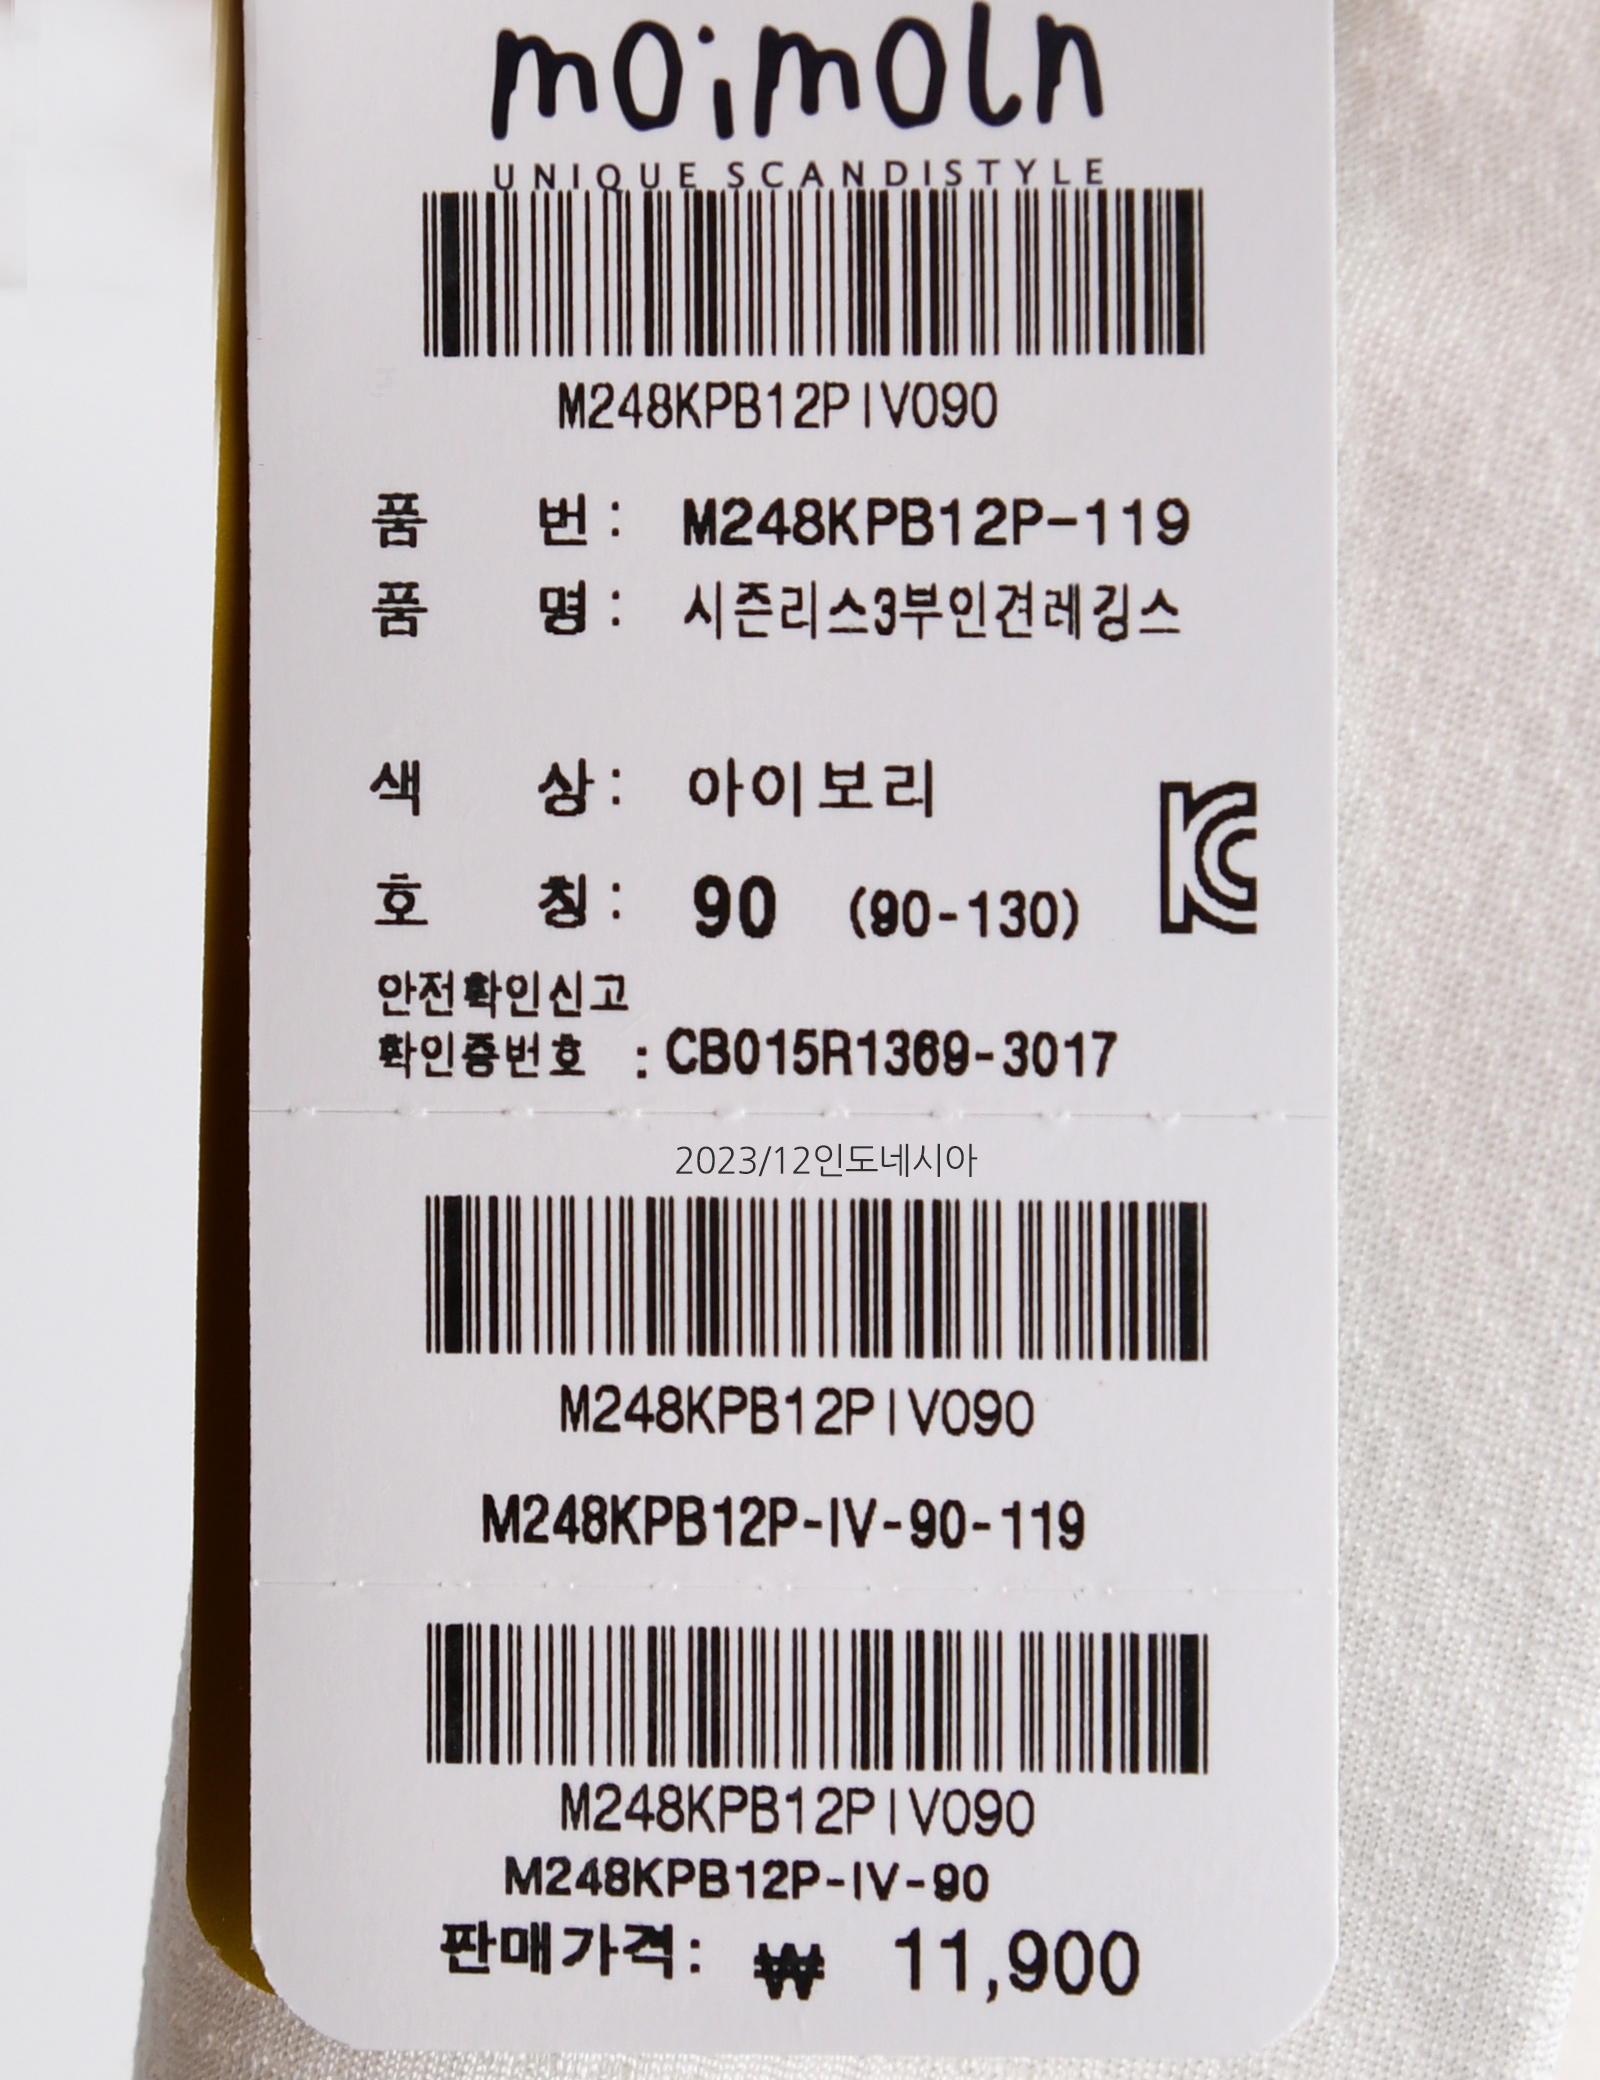 moimoln
UNIQUE SCANDISTYLE
M248KPB12PIV090
품 번 : M248KPB12P-119
품 명 : 시즌리스3부인견레깅스
색 상 : 아이보리
호 칭 : 90 (90-130)
안전확인신고
확인증번호 : CB015R1369-3017
2023/12인도네시아
M248KPB12PIV090
M248KPB12P-IV-90-119
M248KPB12PIV090
M248KPB12P-IV-90
판매가격: ₩ 11,900